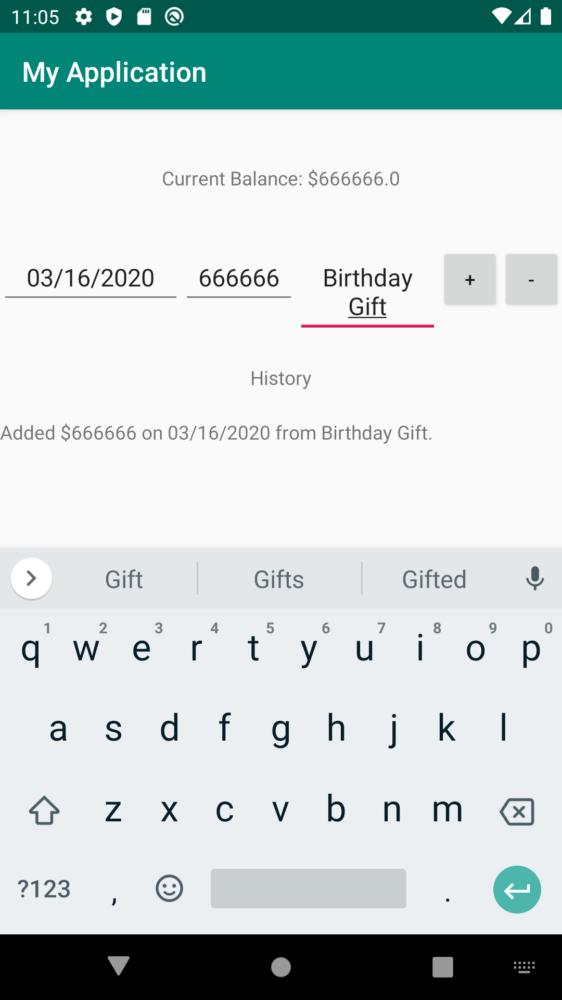 11:05
My Application
Current Balance: $666666.0
03/16/2020 666666 Birthday + -
Gift
History
Added $666666 on 03/16/2020 from Birthday Gift.
Gift Gifts Gifted
1 2 3 4 5 6 7 8 9 0
q w e r t y u i o p
a s d f g h j k l
z x c v b n m
?123 , .